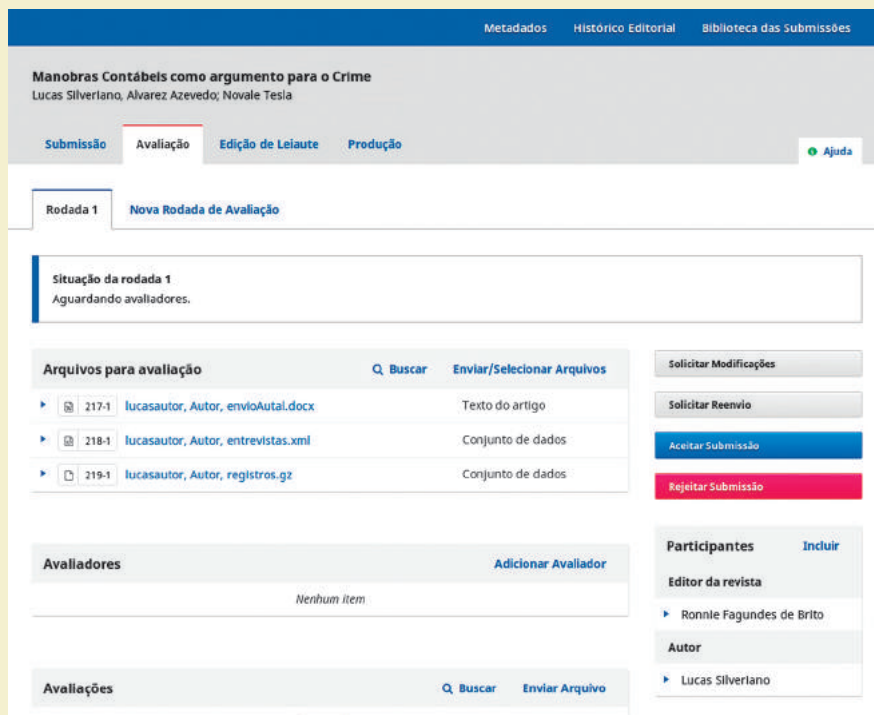 Metadados Histórico Editorial Biblioteca das Submissões
Manobras Contábeis como argumento para o Crime
Lucas Silveriano, Alvarez Azevedo; Novale Tesla
Submissão Avaliação Edição de Leiaute Produção
Ajuda
Rodada 1 Nova Rodada de Avaliação
Situação da rodada 1
Aguardando avaliadores.
Arquivos para avaliação Buscar Enviar/Selecionar Arquivos
217-1 lucasautor, Autor, envioAutal.docx Texto do artigo
218-1 lucasautor, Autor, entrevistas.xml Conjunto de dados
219-1 lucasautor, Autor, registros.gz Conjunto de dados
Avaliadores Adicionar Avaliador
Nenhum item
Avaliações Buscar Enviar Arquivo
Solicitar Modificações
Solicitar Reenvio
Aceitar Submissão
Rejeitar Submissão
Participantes Incluir
Editor da revista
Ronnie Fagundes de Brito
Autor
Lucas Silveriano